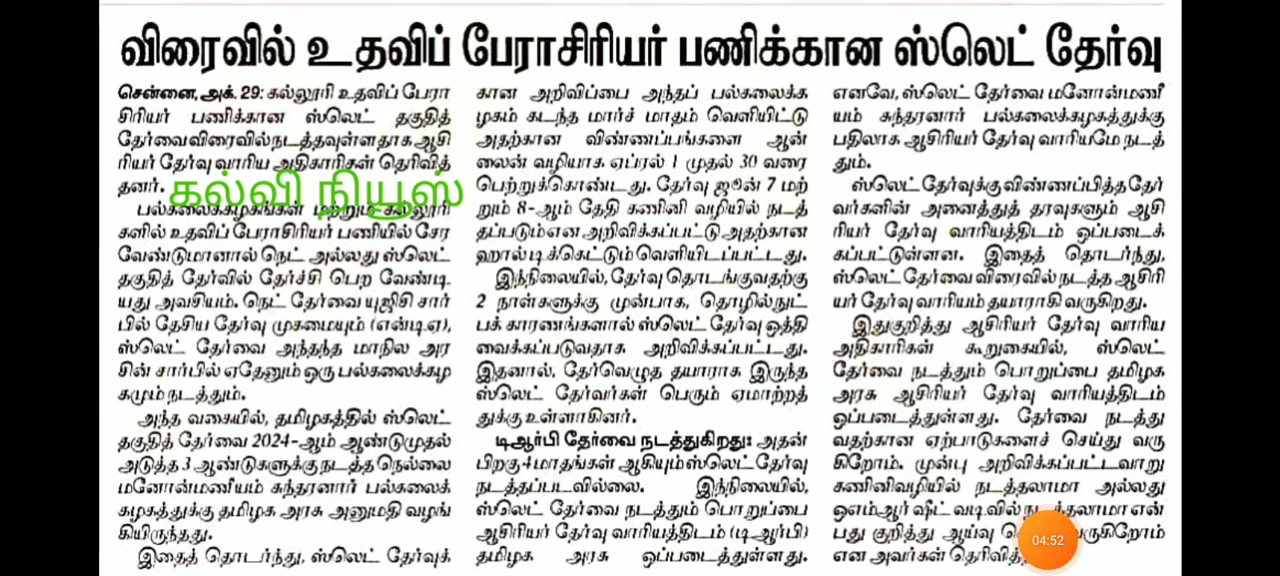 விரைவில் உதவிப் பேராசிரியர் பணிக்கான ஸ்லெட் தேர்வு
சென்னை, அக். 29: கல்லூரி உதவிப் பேரா
சிரியர் பணிக்கான ஸ்லெட் தகுதித்
தேர்வை விரைவில் நடத்தவுள்ளதாக ஆசி
ரியர் தேர்வு வாரிய அதிகாரிகள் தெரிவித்
தனர்.
கல்வி நியூஸ்
பல்கலைக்கழகங்கள் மற்றும் கல்லூரி
களில் உதவிப் பேராசிரியர் பணியில் சேர
வேண்டுமானால் நெட் அல்லது ஸ்லெட்
தகுதித் தேர்வில் தேர்ச்சி பெற வேண்டி
யது அவசியம். நெட் தேர்வை யுஜிசி சார்
பில் தேசிய தேர்வு முகமையும் (என்டிஏ),
ஸ்லெட் தேர்வை அந்தந்த மாநில அர
சின் சார்பில் ஏதேனும் ஒரு பல்கலைக்கழ
கமும் நடத்தும்.
அந்த வகையில், தமிழகத்தில் ஸ்லெட்
தகுதித் தேர்வை 2024-ஆம் ஆண்டுமுதல்
அடுத்த 3 ஆண்டுகளுக்கு நடத்த நெல்லை
மனோன்மணீயம் சுந்தரனார் பல்கலைக்
கழகத்துக்கு தமிழக அரசு அனுமதி வழங்
கியிருந்தது.
இதைத் தொடர்ந்து, ஸ்லெட் தேர்வுக்
கான அறிவிப்பை அந்தப் பல்கலைக்க
ழகம் கடந்த மார்ச் மாதம் வெளியிட்டு
அதற்கான விண்ணப்பங்களை ஆன்
லைன் வழியாக ஏப்ரல் 1 முதல் 30 வரை
பெற்றுக்கொண்டது. தேர்வு ஜூன் 7 மற்
றும் 8-ஆம் தேதி கணினி வழியில் நடத்
தப்படும் என அறிவிக்கப்பட்டு அதற்கான
ஹால் டிக்கெட்டும் வெளியிடப்பட்டது.
இந்நிலையில், தேர்வு தொடங்குவதற்கு
2 நாள்களுக்கு முன்பாக, தொழில்நுட்
பக் காரணங்களால் ஸ்லெட் தேர்வு ஒத்தி
வைக்கப்படுவதாக அறிவிக்கப்பட்டது.
இதனால், தேர்வெழுத தயாராக இருந்த
ஸ்லெட் தேர்வர்கள் பெரும் ஏமாற்றத்
துக்கு உள்ளாகினர்.
டிஆர்பி தேர்வை நடத்துகிறது: அதன்
பிறகு 4 மாதங்கள் ஆகியும் ஸ்லெட் தேர்வு
நடத்தப்படவில்லை. இந்நிலையில்,
ஸ்லெட் தேர்வை நடத்தும் பொறுப்பை
ஆசிரியர் தேர்வு வாரியத்திடம் (டிஆர்பி)
தமிழக அரசு ஒப்படைத்துள்ளது.
எனவே, ஸ்லெட் தேர்வை மனோன்மணீ
யம் சுந்தரனார் பல்கலைக்கழகத்துக்கு
பதிலாக ஆசிரியர் தேர்வு வாரியமே நடத்
தும்.
ஸ்லெட் தேர்வுக்கு விண்ணப்பித்த தேர்
வர்களின் அனைத்துத் தரவுகளும் ஆசி
ரியர் தேர்வு வாரியத்திடம் ஒப்படைக்
கப்பட்டுள்ளன. இதைத் தொடர்ந்து,
ஸ்லெட் தேர்வை விரைவில் நடத்த ஆசிரி
யர் தேர்வு வாரியம் தயாராகி வருகிறது.
இதுகுறித்து ஆசிரியர் தேர்வு வாரிய
அதிகாரிகள் கூறுகையில், ஸ்லெட்
தேர்வை நடத்தும் பொறுப்பை தமிழக
அரசு ஆசிரியர் தேர்வு வாரியத்திடம்
ஒப்படைத்துள்ளது. தேர்வை நடத்து
வதற்கான ஏற்பாடுகளைச் செய்து வரு
கிறோம். முன்பு அறிவிக்கப்பட்டவாறு
கணினிவழியில் நடத்தலாமா அல்லது
ஓஎம்ஆர் ஷீட் வடிவில் நடத்தலாமா என்
பது குறித்து ஆய்வு வருகிறோம்
என அவர்கள்
04:52